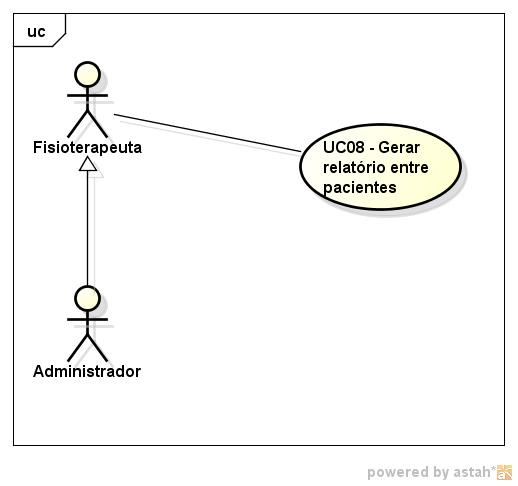 uc
Fisioterapeuta
UC08 - Gerar
relatório entre
pacientes
Administrador
powered by astah*